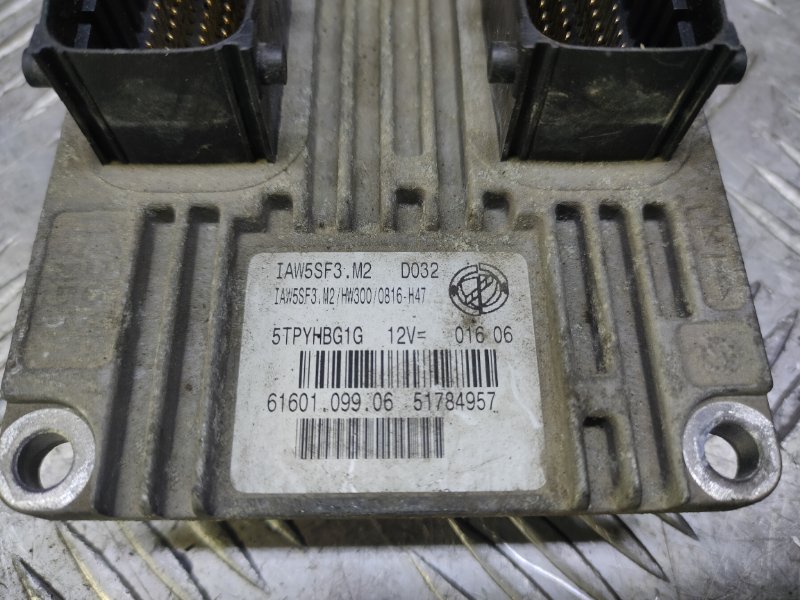 IAW5SF3.M2 D032
IAW5SF3.M2/HW300/0816-H47
5TPYHBG1G 12V= 016 06
61601.099.06 51784957